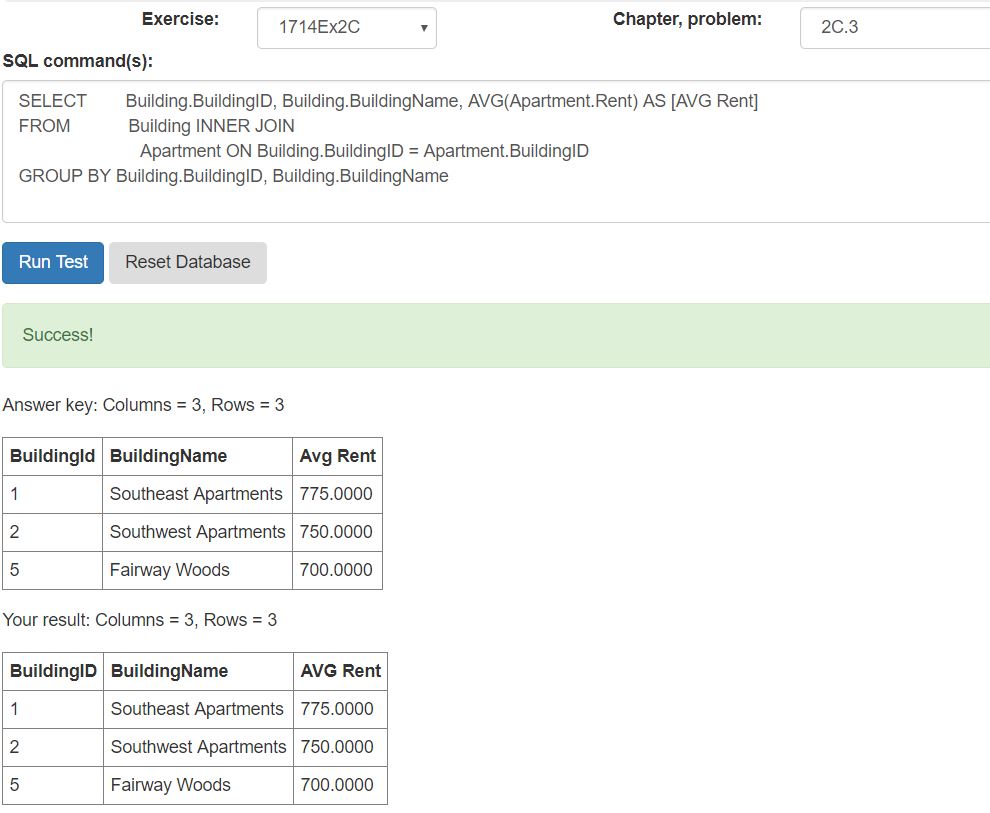 Exercise: 1714Ex2C Chapter, problem: 2C.3
SQL command(s):
SELECT Building.BuildingID, Building.BuildingName, AVG(Apartment.Rent) AS [AVG Rent]
FROM Building INNER JOIN
Apartment ON Building.BuildingID = Apartment.BuildingID
GROUP BY Building.BuildingID, Building.BuildingName
Run Test Reset Database
Success!
Answer key: Columns = 3, Rows = 3
BuildingId BuildingName Avg Rent
1 Southeast Apartments 775.0000
2 Southwest Apartments 750.0000
5 Fairway Woods 700.0000
Your result: Columns = 3, Rows = 3
BuildingID BuildingName AVG Rent
1 Southeast Apartments 775.0000
2 Southwest Apartments 750.0000
5 Fairway Woods 700.0000